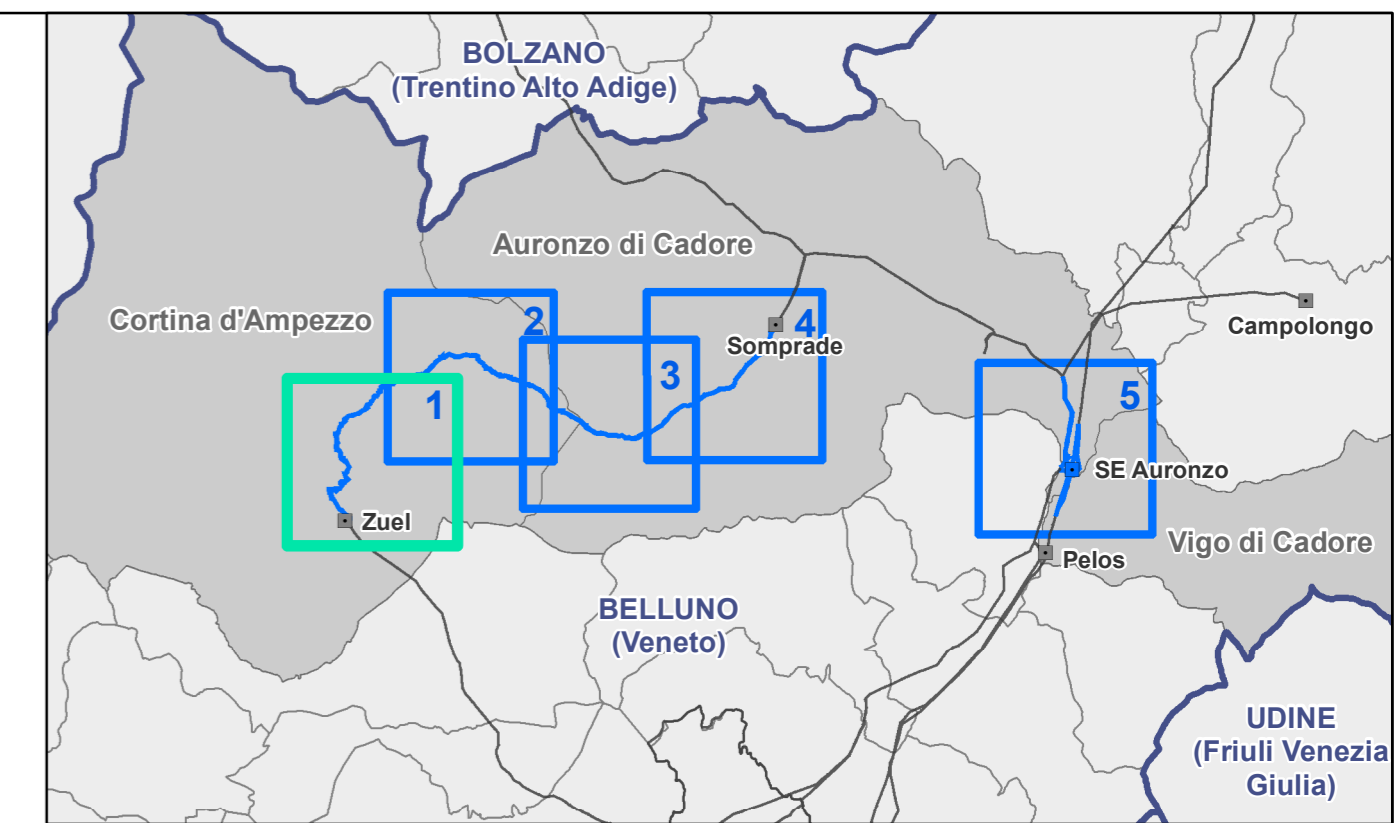 BOLZANO
(Trentino Alto Adige)
Auronzo di Cadore
Cortina d'Ampezzo
2
4
Somprade
Campolongo
3
1
5
SE Auronzo
Zuel
Vigo di Cadore
Pelos
BELLUNO
(Veneto)
UDINE
(Friuli Venezia
Giulia)